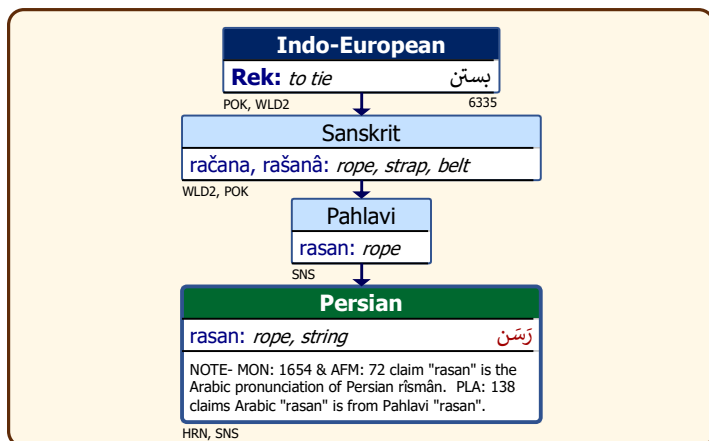 Indo-European
Rek: to tie بستن
POK, WLD2 6335
Sanskrit
račana, rašanâ: rope, strap, belt
WLD2, POK
Pahlavi
rasan: rope
SNS
Persian
rasan: rope, string رَسَن
NOTE- MON: 1654 & AFM: 72 claim "rasan" is the
Arabic pronunciation of Persian rîsmân. PLA: 138
claims Arabic "rasan" is from Pahlavi "rasan".
HRN, SNS